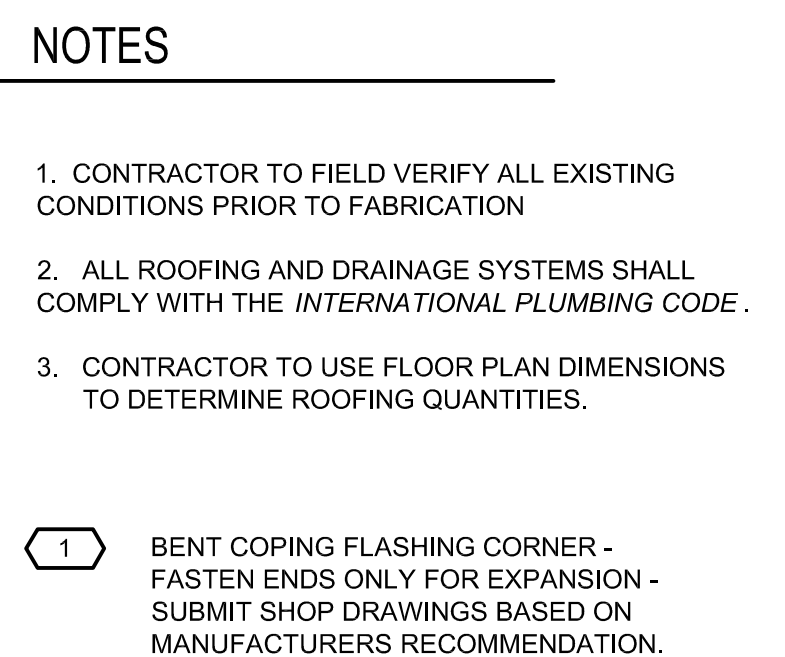 NOTES
1. CONTRACTOR TO FIELD VERIFY ALL EXISTING
CONDITIONS PRIOR TO FABRICATION
2. ALL ROOFING AND DRAINAGE SYSTEMS SHALL
COMPLY WITH THE INTERNATIONAL PLUMBING CODE.
3. CONTRACTOR TO USE FLOOR PLAN DIMENSIONS
TO DETERMINE ROOFING QUANTITIES.
1 BENT COPING FLASHING CORNER -
FASTEN ENDS ONLY FOR EXPANSION -
SUBMIT SHOP DRAWINGS BASED ON
MANUFACTURERS RECOMMENDATION.